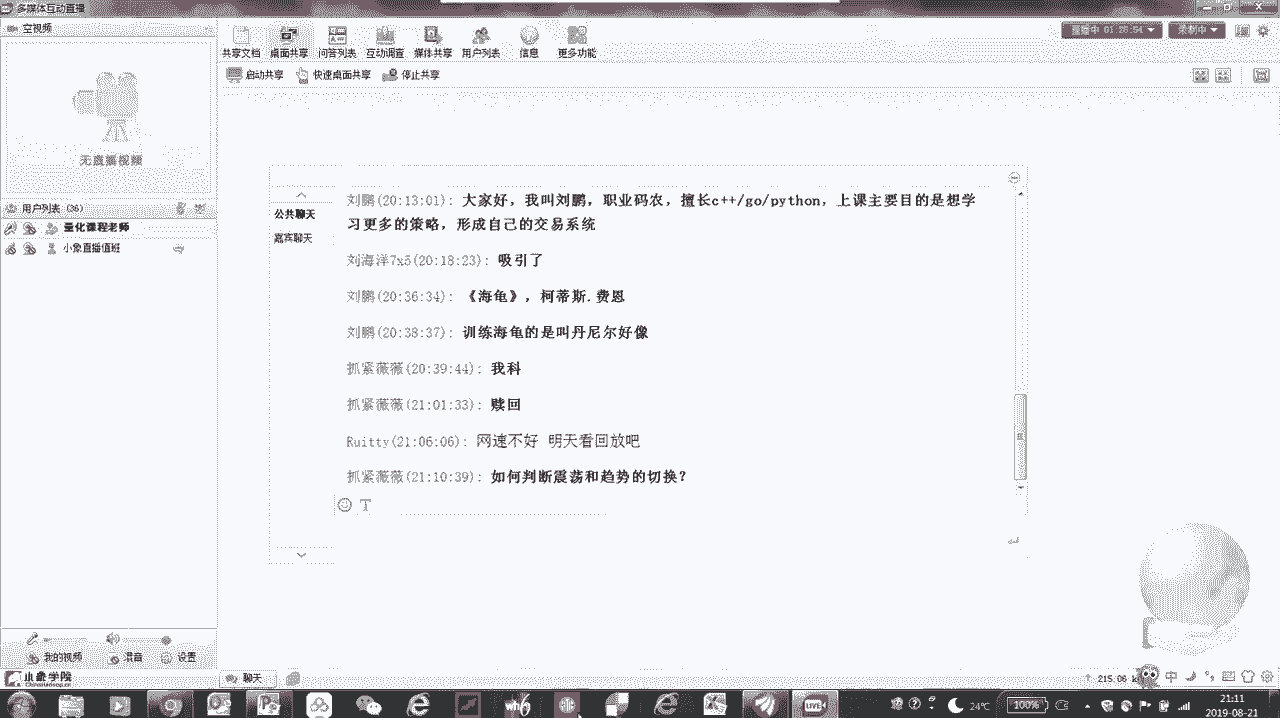 多媒体互动直播
空视频
无直播视频
用户列表 (36)
量化课程老师
小象直播值班
我的视频
混音
设置
小象学院
共享文档 桌面共享 问答列表 互动调查 媒体共享 用户列表 信息 更多功能
直播中 01:26:54
录制中
启动共享 快速桌面共享 停止共享
公共聊天
嘉宾聊天
刘鹏(20:13:01): 大家好，我叫刘鹏，职业码农，擅长c++/go/python，上课主要目的是想学
习更多的策略，形成自己的交易系统
刘海洋7x5(20:18:23): 吸引了
刘鹏(20:36:34): 《海龟》，柯蒂斯.费恩
刘鹏(20:38:37): 训练海龟的是叫丹尼尔好像
抓紧薇薇(20:39:44): 我科
抓紧薇薇(21:01:33): 赎回
Ruitty(21:06:06): 网速不好 明天看回放吧
抓紧薇薇(21:10:39): 如何判断震荡和趋势的切换?
聊天
中
24℃
100%
21:11
2019-08-21